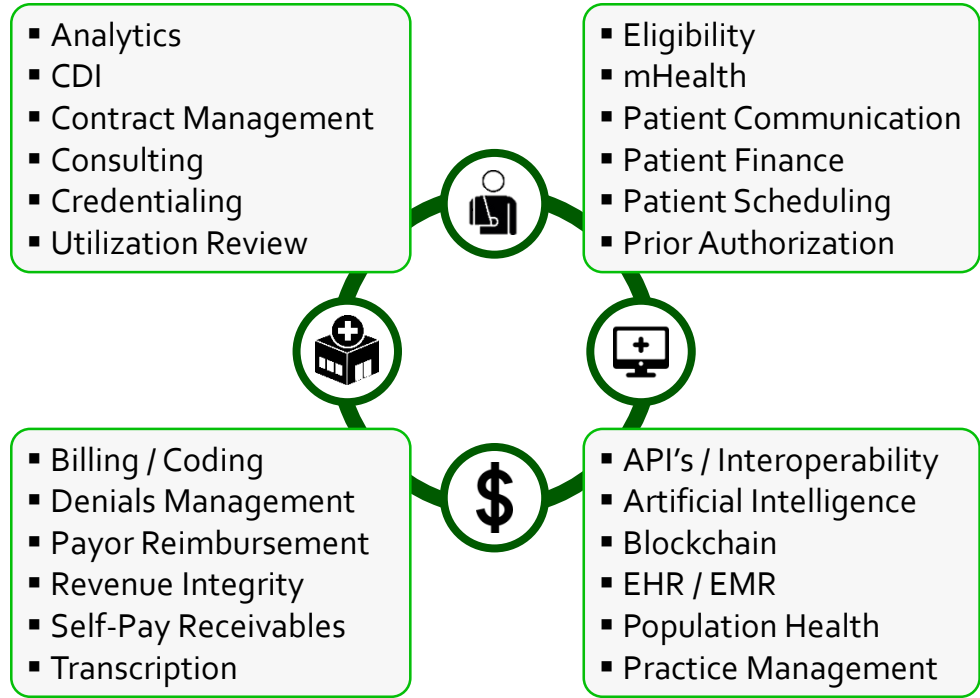 ▪ Analytics
▪ CDI
▪ Contract Management
▪ Consulting
▪ Credentialing
▪ Utilization Review
▪ Eligibility
▪ mHealth
▪ Patient Communication
▪ Patient Finance
▪ Patient Scheduling
▪ Prior Authorization
▪ Billing / Coding
▪ Denials Management
▪ Payor Reimbursement
▪ Revenue Integrity
▪ Self-Pay Receivables
▪ Transcription
$
▪ API's / Interoperability
▪ Artificial Intelligence
▪ Blockchain
▪ EHR / EMR
▪ Population Health
▪ Practice Management